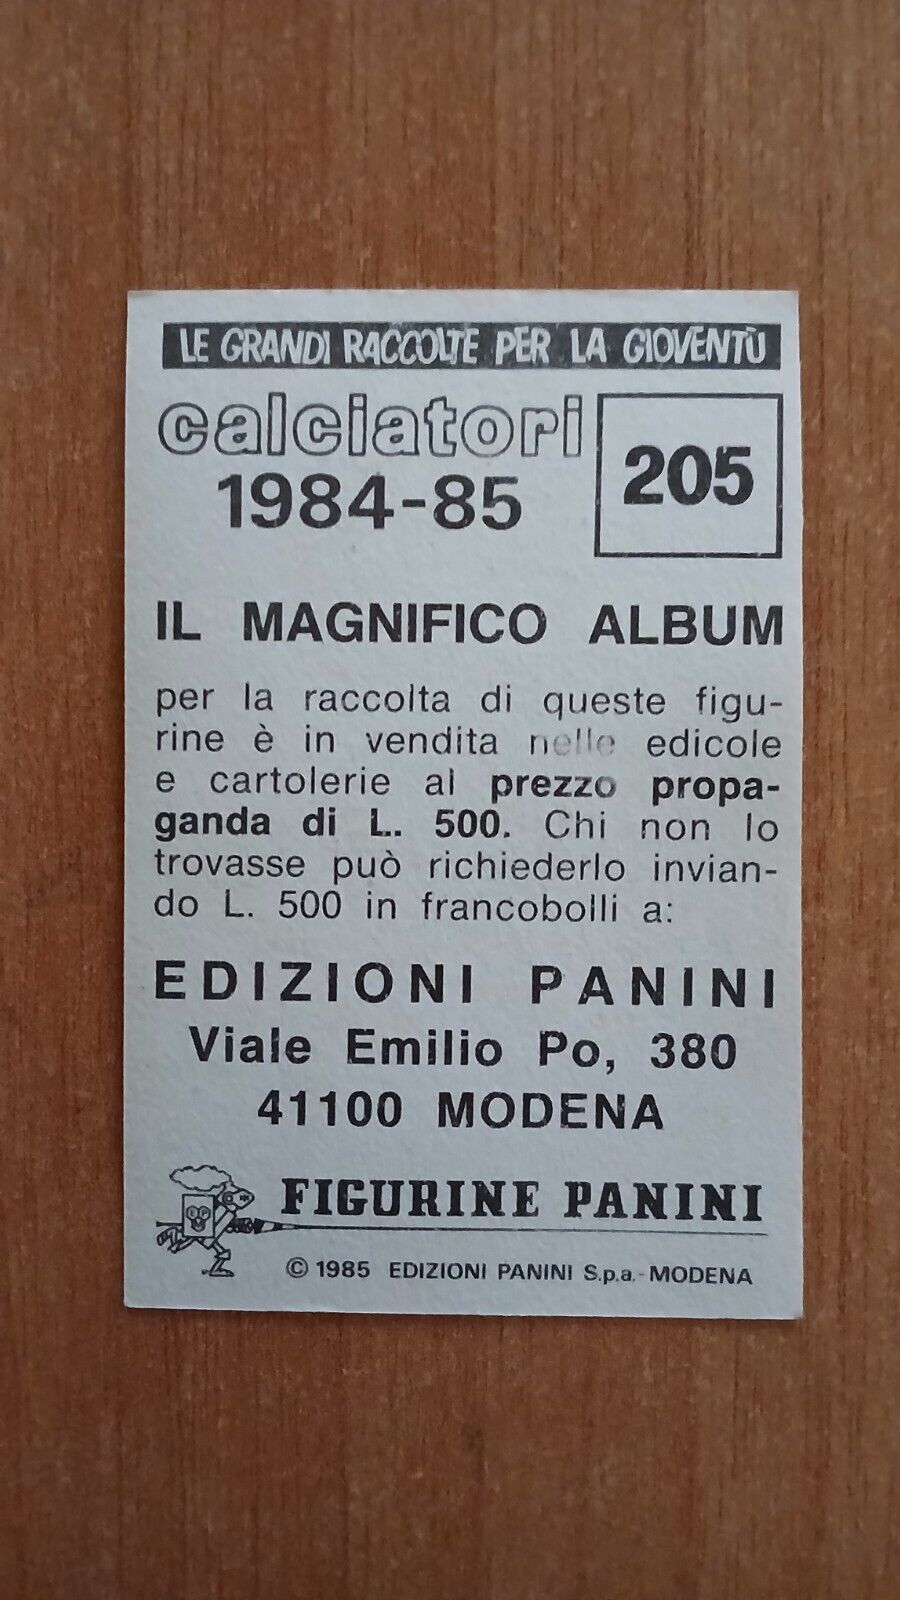 LE GRANDI RACCOLTE PER LA GIOVENTÙ
calciatori
1984-85
205
IL MAGNIFICO ALBUM
per la raccolta di queste figu-
rine è in vendita nelle edicole
e cartolerie al prezzo propa-
ganda di L. 500. Chi non lo
trovasse può richiederlo invian-
do L. 500 in francobolli a:
EDIZIONI PANINI
Viale Emilio Po, 380
41100 MODENA
FIGURINE PANINI
© 1985 EDIZIONI PANINI S.p.a.-MODENA